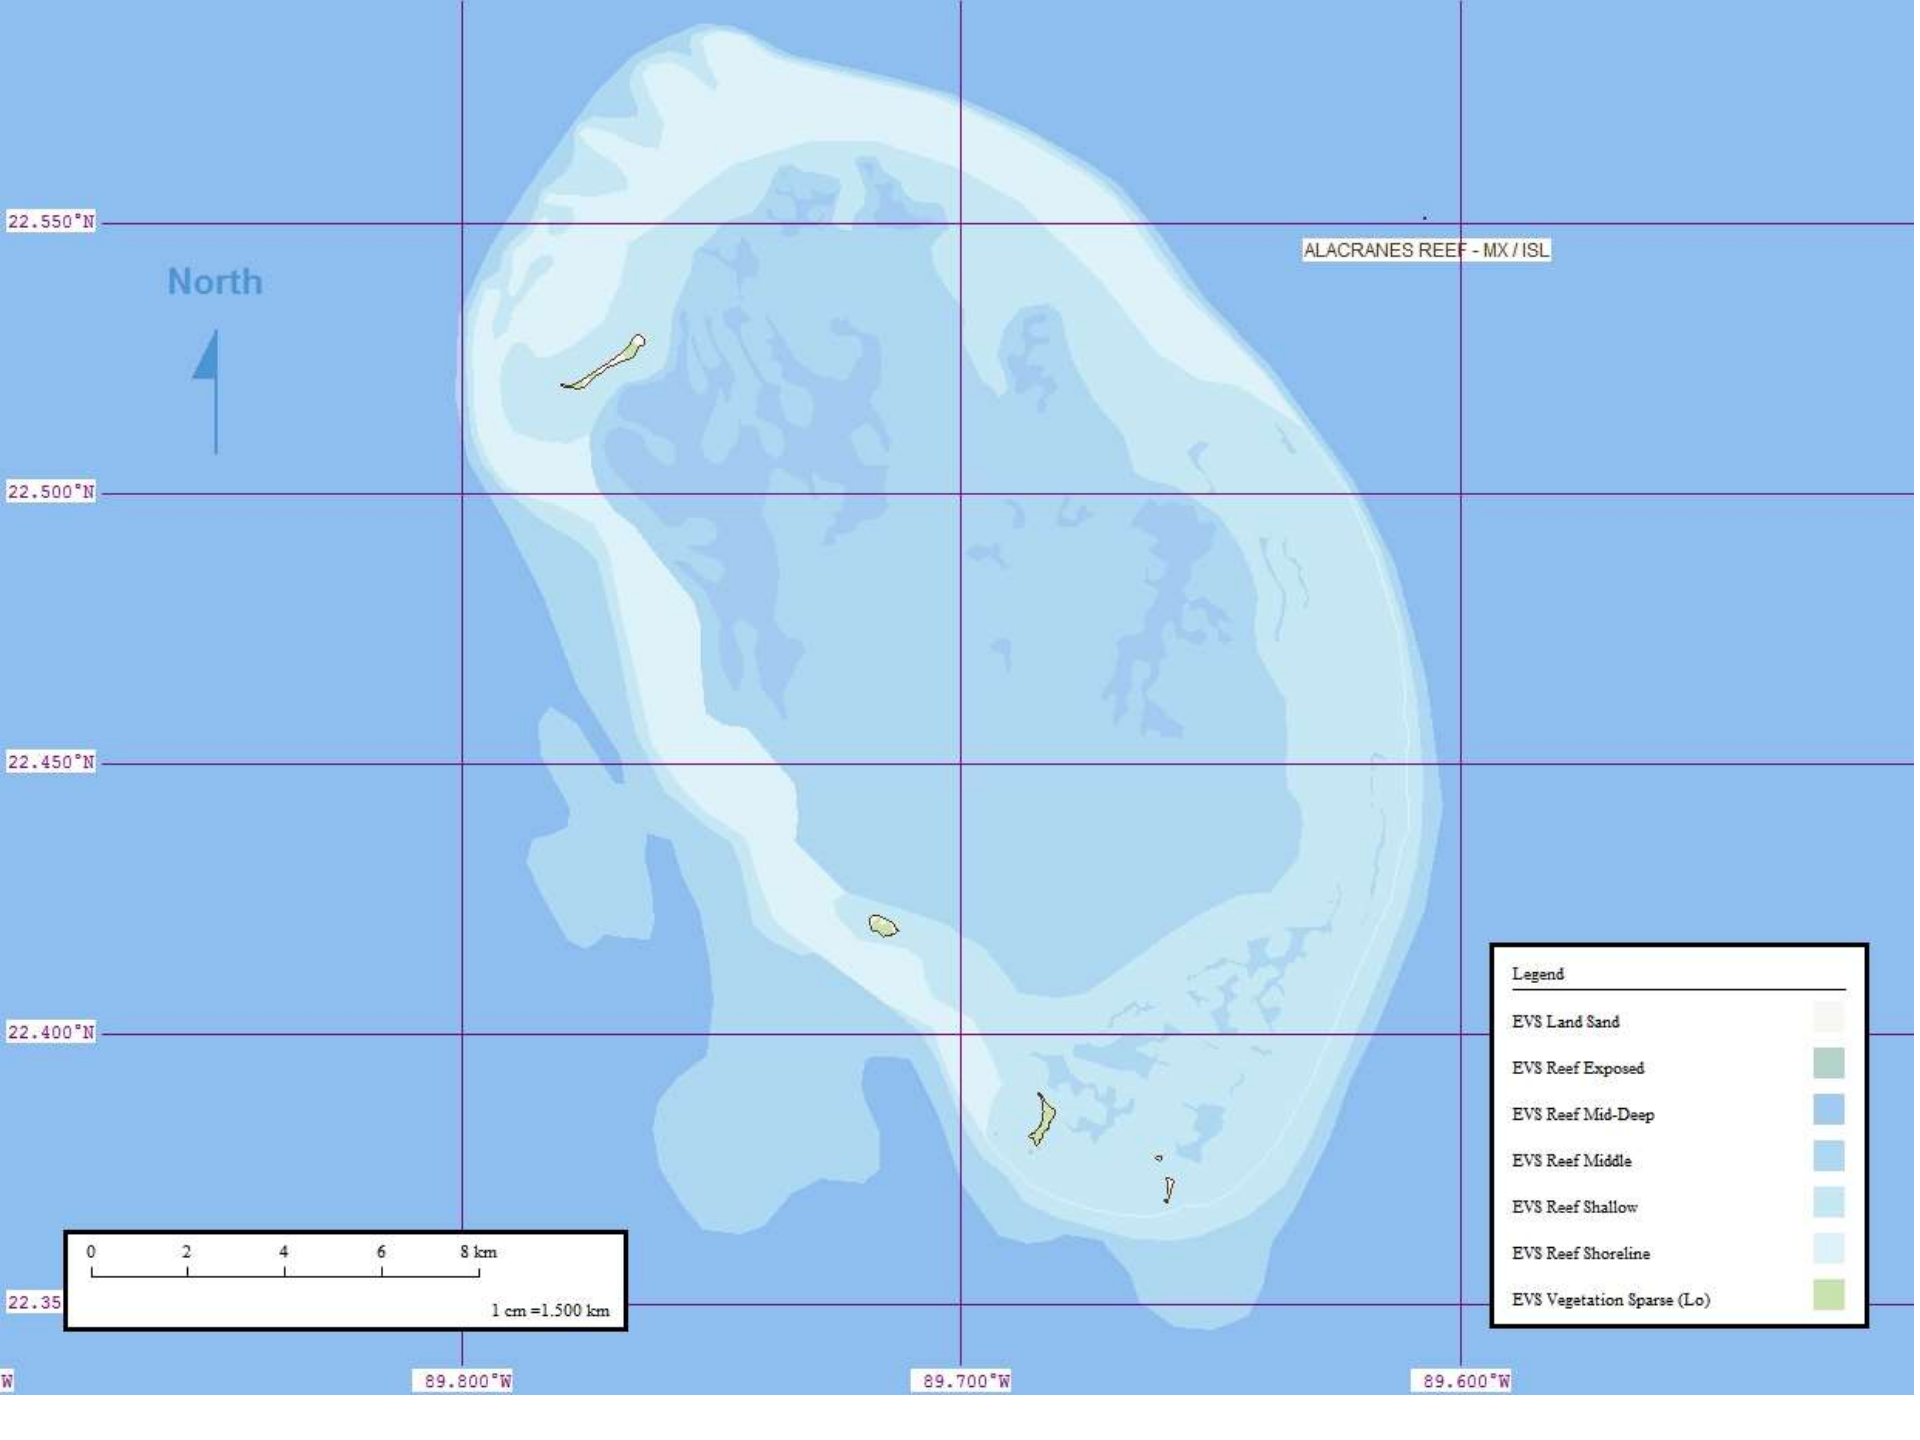 22.550°N
ALACRANES REEF - MX / ISL
North
22.500°N
22.450°N
22.400°N
22.35
Legend
EVS Land Sand
EVS Reef Exposed
EVS Reef Mid-Deep
EVS Reef Middle
EVS Reef Shallow
EVS Reef Shoreline
EVS Vegetation Sparse (Lo)
0 2 4 6 8 km
1 cm =1.500 km
W 89.800°W 89.700°W 89.600°W